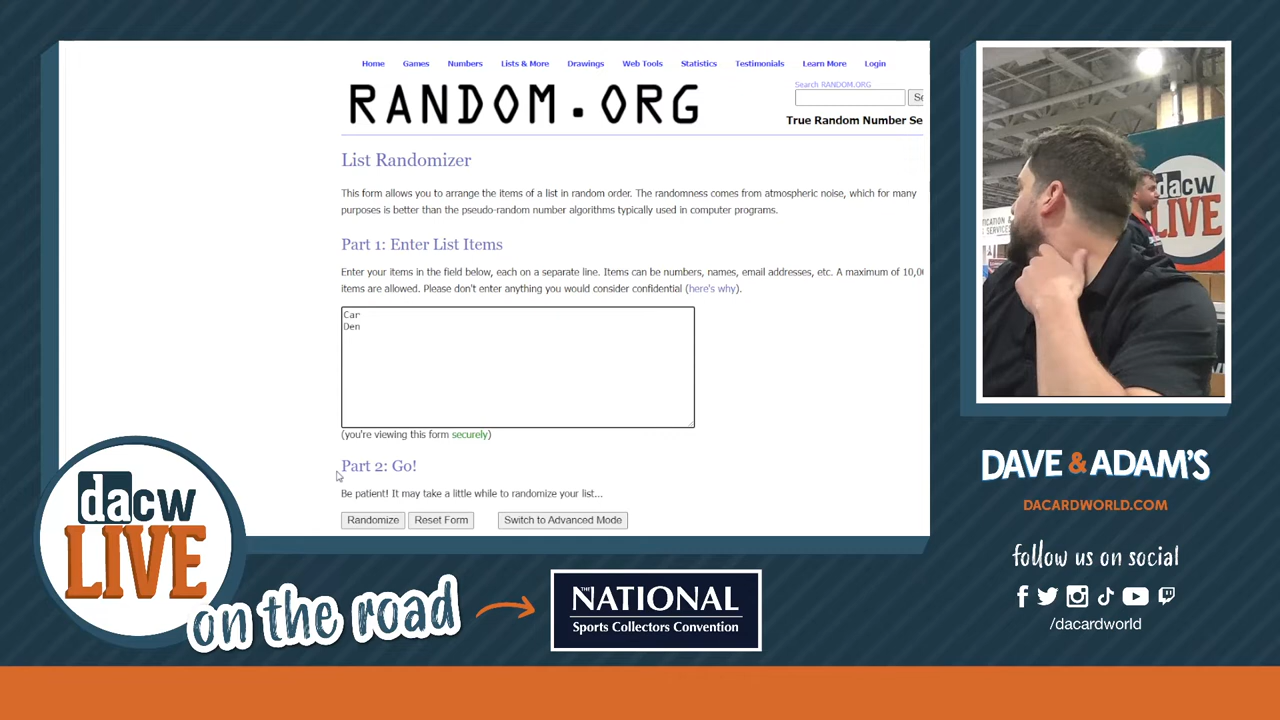 Home Games Numbers Lists & More Drawings Web Tools Statistics Testimonials Learn More Login
Search RANDOM.ORG
RANDOM.ORG
Se
True Random Number Se
List Randomizer
This form allows you to arrange the items of a list in random order. The randomness comes from atmospheric noise, which for many
purposes is better than the pseudo-random number algorithms typically used in computer programs.
Part 1: Enter List Items
Enter your items in the field below, each on a separate line. Items can be numbers, names, email addresses, etc. A maximum of 10,00
items are allowed. Please don't enter anything you would consider confidential (here's why).
Car
Den
(you're viewing this form securely)
Part 2: Go!
Be patient! It may take a little while to randomize your list...
Randomize Reset Form Switch to Advanced Mode
dacw
LIVE
on the road
THE NATIONAL
Sports Collectors Convention
dacw
LIVE
DAVE & ADAM'S
DACARDWORLD.COM
follow us on social
/dacardworld